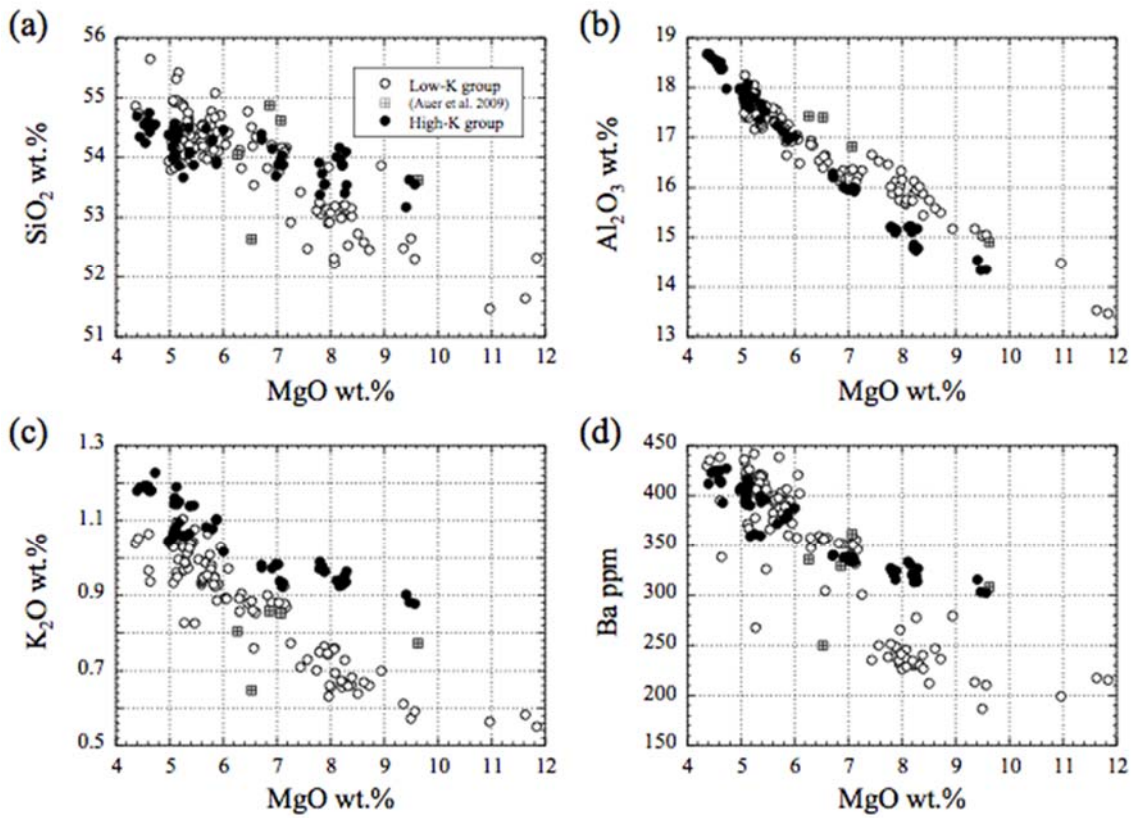 (a)
56
55
54
53
52
51
SiO2 wt.%
Low-K group
(Auer et al. 2009)
High-K group
4 5 6 7 8 9 10 11 12
MgO wt.%
(b)
19
18
17
16
15
14
13
Al2O3 wt.%
4 5 6 7 8 9 10 11 12
MgO wt.%
(c)
1.3
1.1
0.9
0.7
0.5
K2O wt.%
4 5 6 7 8 9 10 11 12
MgO wt.%
(d)
450
400
350
300
250
200
150
Ba ppm
4 5 6 7 8 9 10 11 12
MgO wt.%